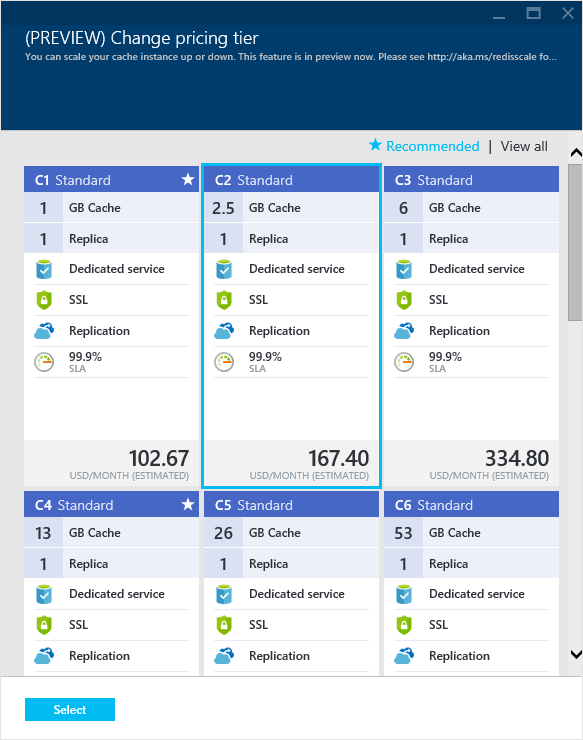 (PREVIEW) Change pricing tier
You can scale your cache instance up or down. This feature is in preview now. Please see http://aka.ms/redisscale fo...
Recommended | View all
C1 Standard
1 GB Cache
1 Replica
Dedicated service
SSL
Replication
99.9%
SLA
102.67
USD/MONTH (ESTIMATED)
C2 Standard
2.5 GB Cache
1 Replica
Dedicated service
SSL
Replication
99.9%
SLA
167.40
USD/MONTH (ESTIMATED)
C3 Standard
6 GB Cache
1 Replica
Dedicated service
SSL
Replication
99.9%
SLA
334.80
USD/MONTH (ESTIMATED)
C4 Standard
13 GB Cache
1 Replica
Dedicated service
SSL
Replication
C5 Standard
26 GB Cache
1 Replica
Dedicated service
SSL
Replication
C6 Standard
53 GB Cache
1 Replica
Dedicated service
SSL
Replication
Select